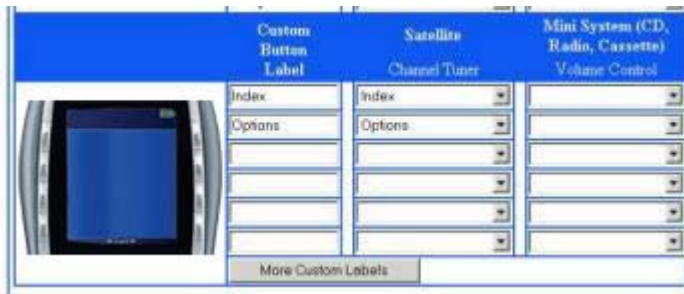 Custom Button Label
Satellite
Channel Tuner
Mini System (CD, Radio, Cassette)
Volume Control
Index
Index
Options
Options
More Custom Labels